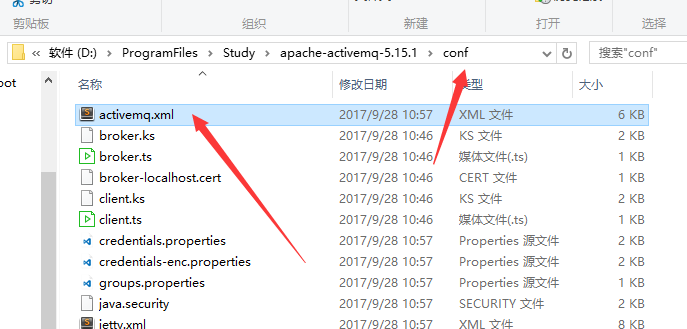 剪贴板 组织 新建 打开 选择
软件 (D:) > ProgramFiles > Study > apache-activemq-5.15.1 > conf 搜索"conf"
名称 修改日期 类型 大小
activemq.xml 2017/9/28 10:57 XML 文件 6 KB
broker.ks 2017/9/28 10:46 KS 文件 2 KB
broker.ts 2017/9/28 10:46 媒体文件(.ts) 1 KB
broker-localhost.cert 2017/9/28 10:46 CERT 文件 1 KB
client.ks 2017/9/28 10:46 KS 文件 2 KB
client.ts 2017/9/28 10:46 媒体文件(.ts) 1 KB
credentials.properties 2017/9/28 10:57 Properties 源文件 2 KB
credentials-enc.properties 2017/9/28 10:57 Properties 源文件 2 KB
groups.properties 2017/9/28 10:57 Properties 源文件 1 KB
java.security 2017/9/28 10:57 SECURITY 文件 2 KB
jetty.xml 2017/9/28 10:57 XML 文件 8 KB